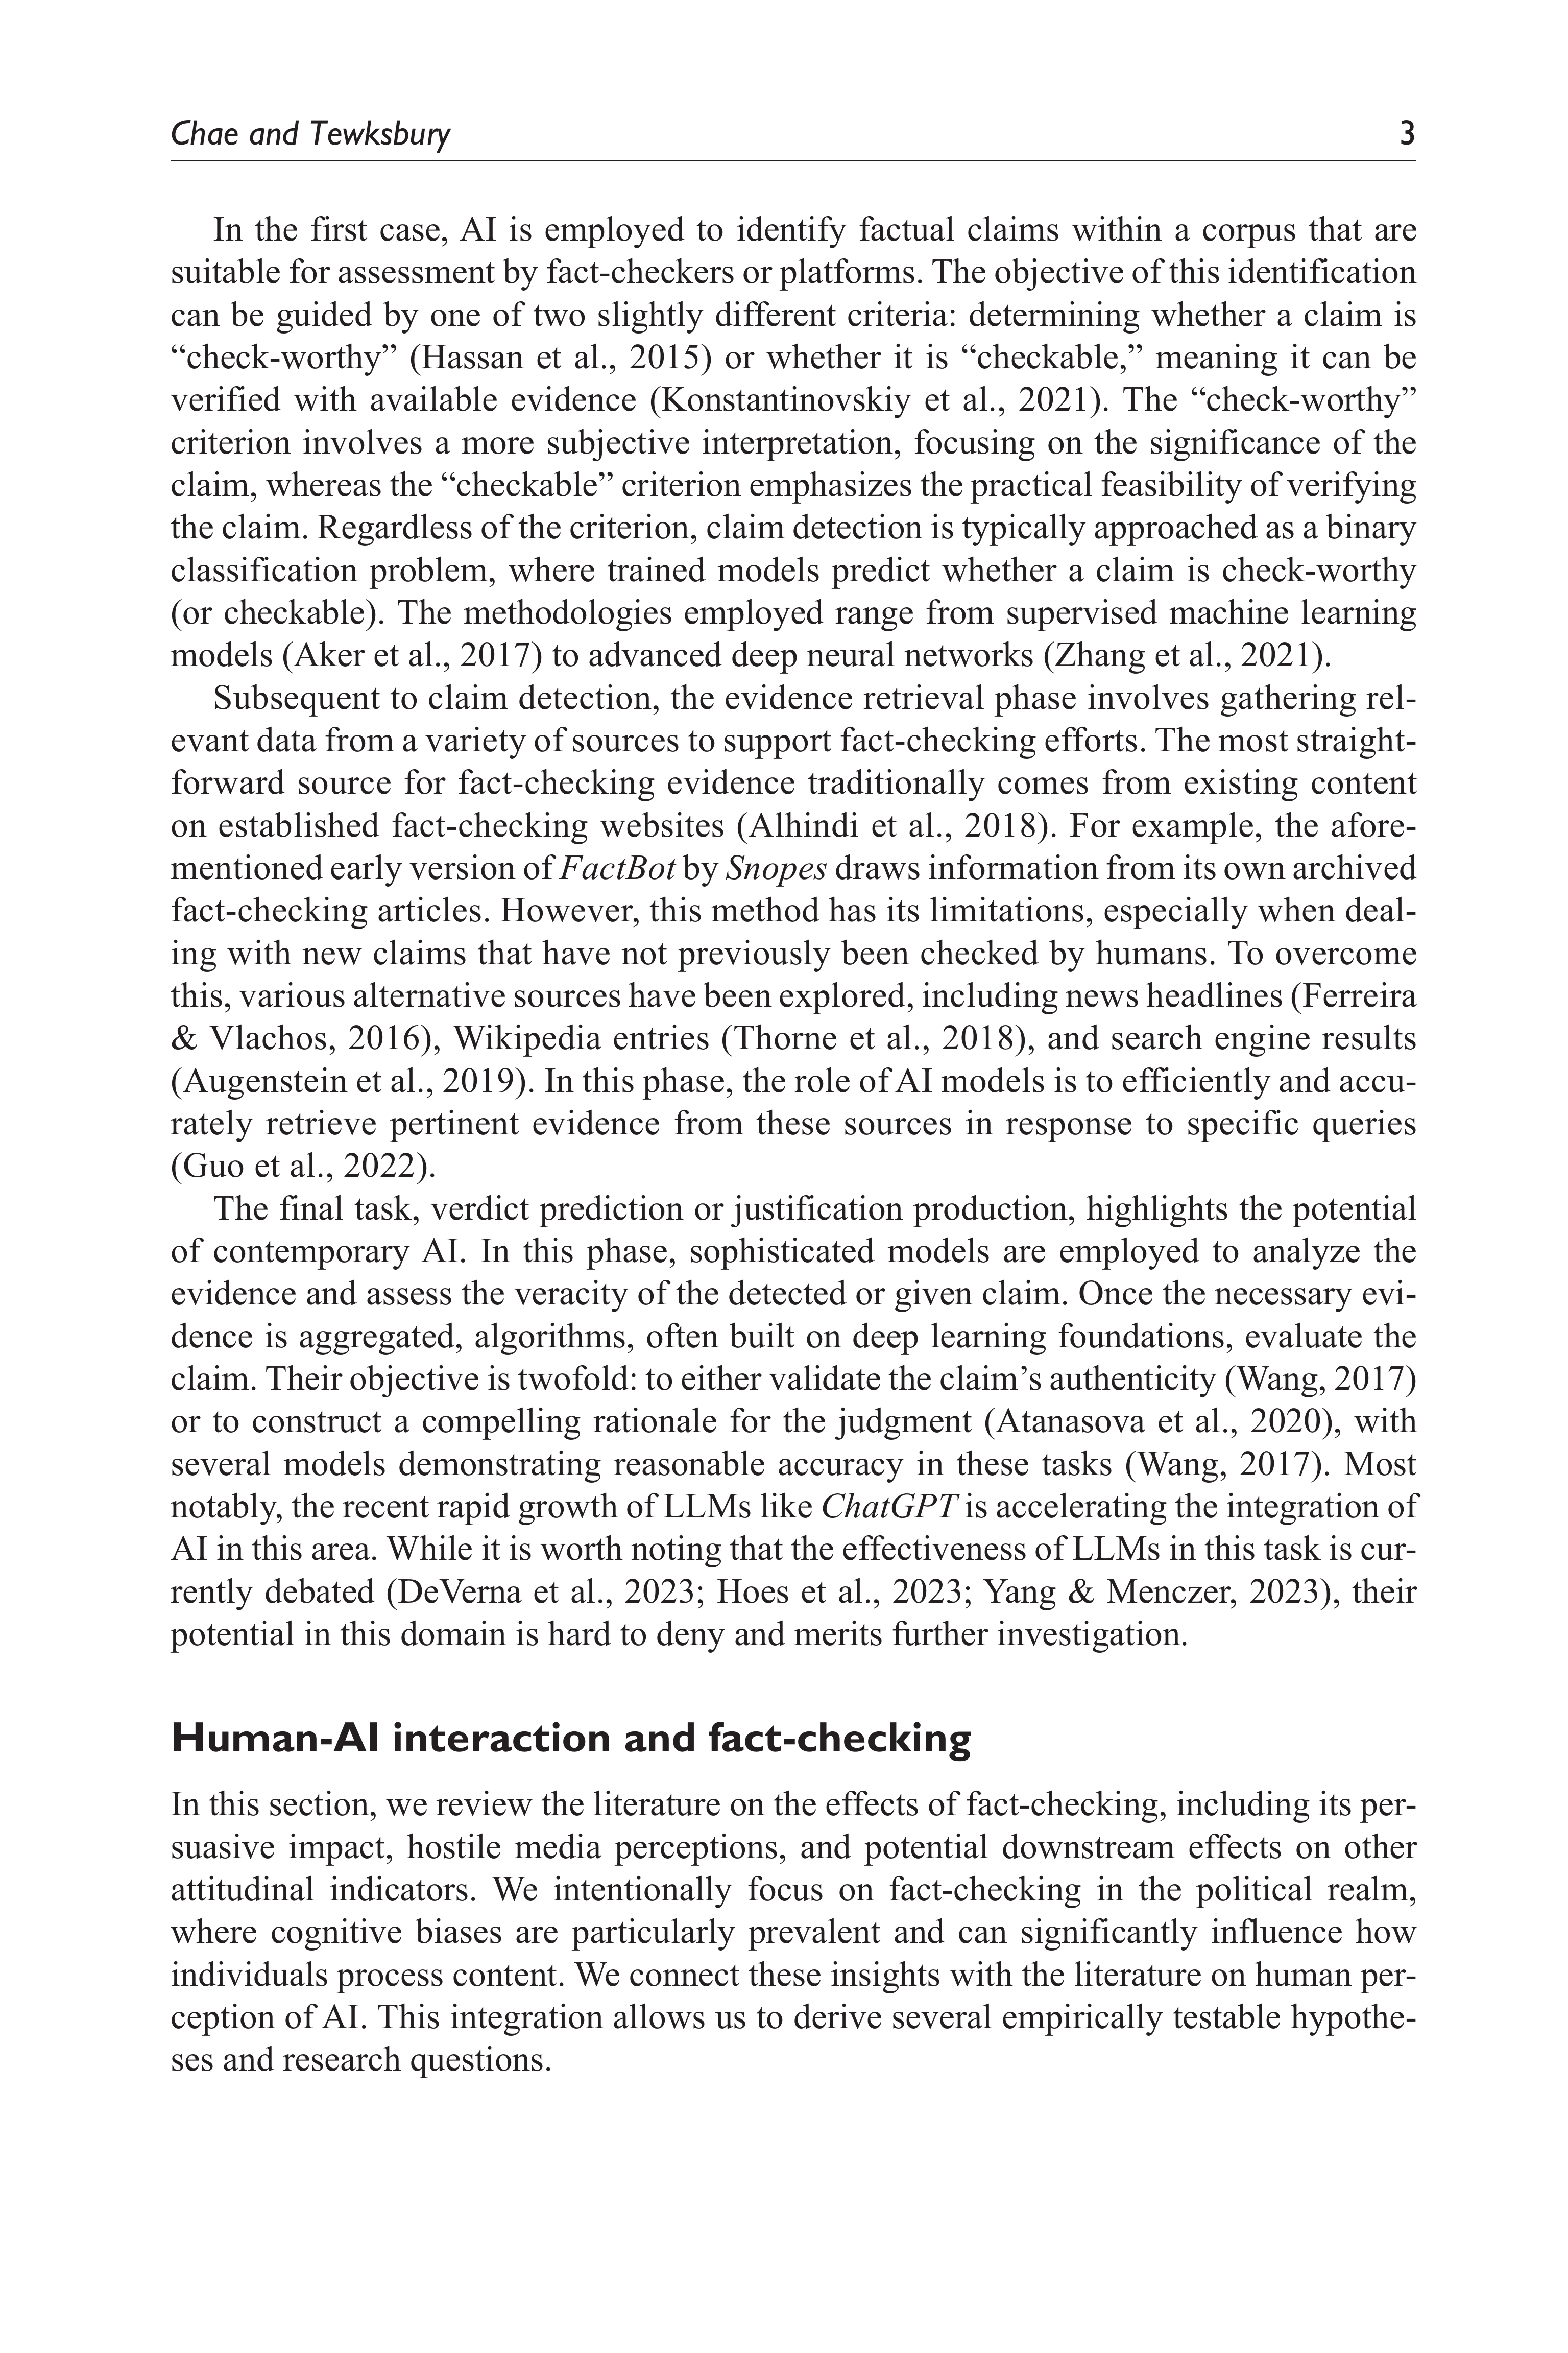 Chae and Tewksbury 3
In the first case, AI is employed to identify factual claims within a corpus that are
suitable for assessment by fact-checkers or platforms. The objective of this identification
can be guided by one of two slightly different criteria: determining whether a claim is
“check-worthy” (Hassan et al., 2015) or whether it is “checkable,” meaning it can be
verified with available evidence (Konstantinovskiy et al., 2021). The “check-worthy”
criterion involves a more subjective interpretation, focusing on the significance of the
claim, whereas the “checkable” criterion emphasizes the practical feasibility of verifying
the claim. Regardless of the criterion, claim detection is typically approached as a binary
classification problem, where trained models predict whether a claim is check-worthy
(or checkable). The methodologies employed range from supervised machine learning
models (Aker et al., 2017) to advanced deep neural networks (Zhang et al., 2021).
Subsequent to claim detection, the evidence retrieval phase involves gathering rel-
evant data from a variety of sources to support fact-checking efforts. The most straight-
forward source for fact-checking evidence traditionally comes from existing content
on established fact-checking websites (Alhindi et al., 2018). For example, the afore-
mentioned early version of FactBot by Snopes draws information from its own archived
fact-checking articles. However, this method has its limitations, especially when deal-
ing with new claims that have not previously been checked by humans. To overcome
this, various alternative sources have been explored, including news headlines (Ferreira
& Vlachos, 2016), Wikipedia entries (Thorne et al., 2018), and search engine results
(Augenstein et al., 2019). In this phase, the role of AI models is to efficiently and accu-
rately retrieve pertinent evidence from these sources in response to specific queries
(Guo et al., 2022).
The final task, verdict prediction or justification production, highlights the potential
of contemporary AI. In this phase, sophisticated models are employed to analyze the
evidence and assess the veracity of the detected or given claim. Once the necessary evi-
dence is aggregated, algorithms, often built on deep learning foundations, evaluate the
claim. Their objective is twofold: to either validate the claim’s authenticity (Wang, 2017)
or to construct a compelling rationale for the judgment (Atanasova et al., 2020), with
several models demonstrating reasonable accuracy in these tasks (Wang, 2017). Most
notably, the recent rapid growth of LLMs like ChatGPT is accelerating the integration of
AI in this area. While it is worth noting that the effectiveness of LLMs in this task is cur-
rently debated (DeVerna et al., 2023; Hoes et al., 2023; Yang & Menczer, 2023), their
potential in this domain is hard to deny and merits further investigation.
Human-AI interaction and fact-checking
In this section, we review the literature on the effects of fact-checking, including its per-
suasive impact, hostile media perceptions, and potential downstream effects on other
attitudinal indicators. We intentionally focus on fact-checking in the political realm,
where cognitive biases are particularly prevalent and can significantly influence how
individuals process content. We connect these insights with the literature on human per-
ception of AI. This integration allows us to derive several empirically testable hypothe-
ses and research questions.